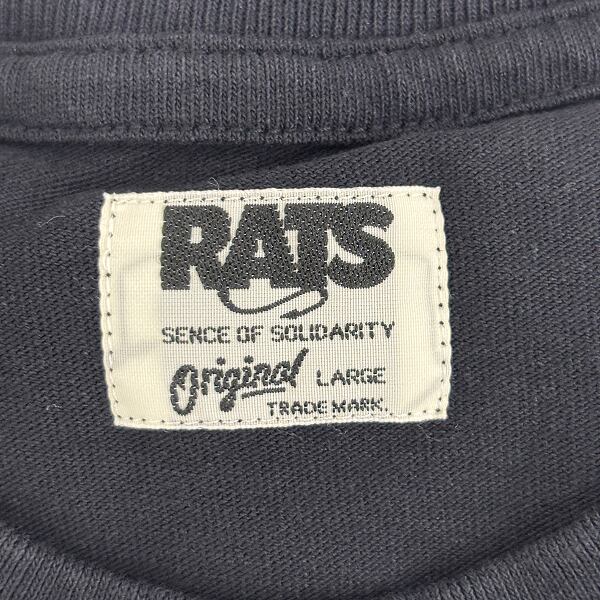 RATS
SENCE OF SOLIDARITY
Original LARGE
TRADE MARK.